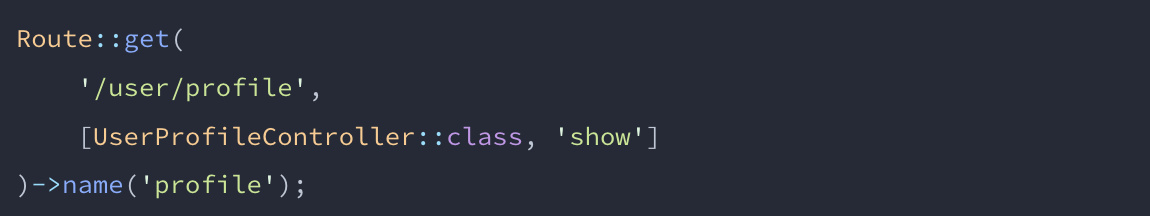 Route::get(
    '/user/profile',
    [UserProfileController::class, 'show']
)->name('profile');